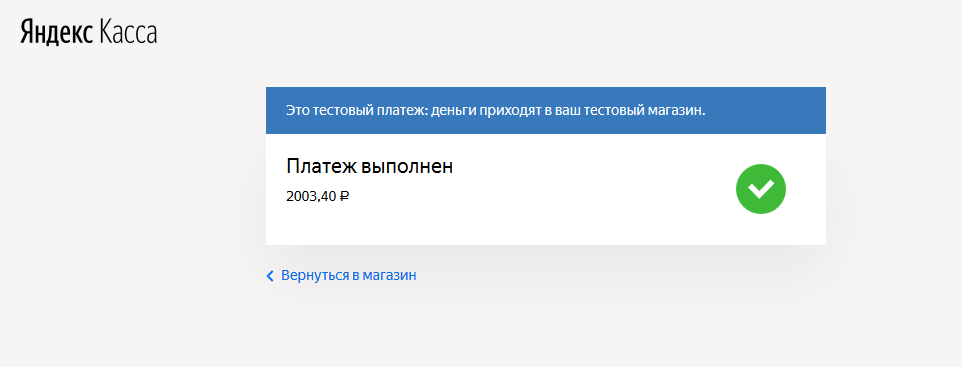 Яндекс Касса
Это тестовый платеж: деньги приходят в ваш тестовый магазин.
Платеж выполнен
2003,40 ₽
Вернуться в магазин